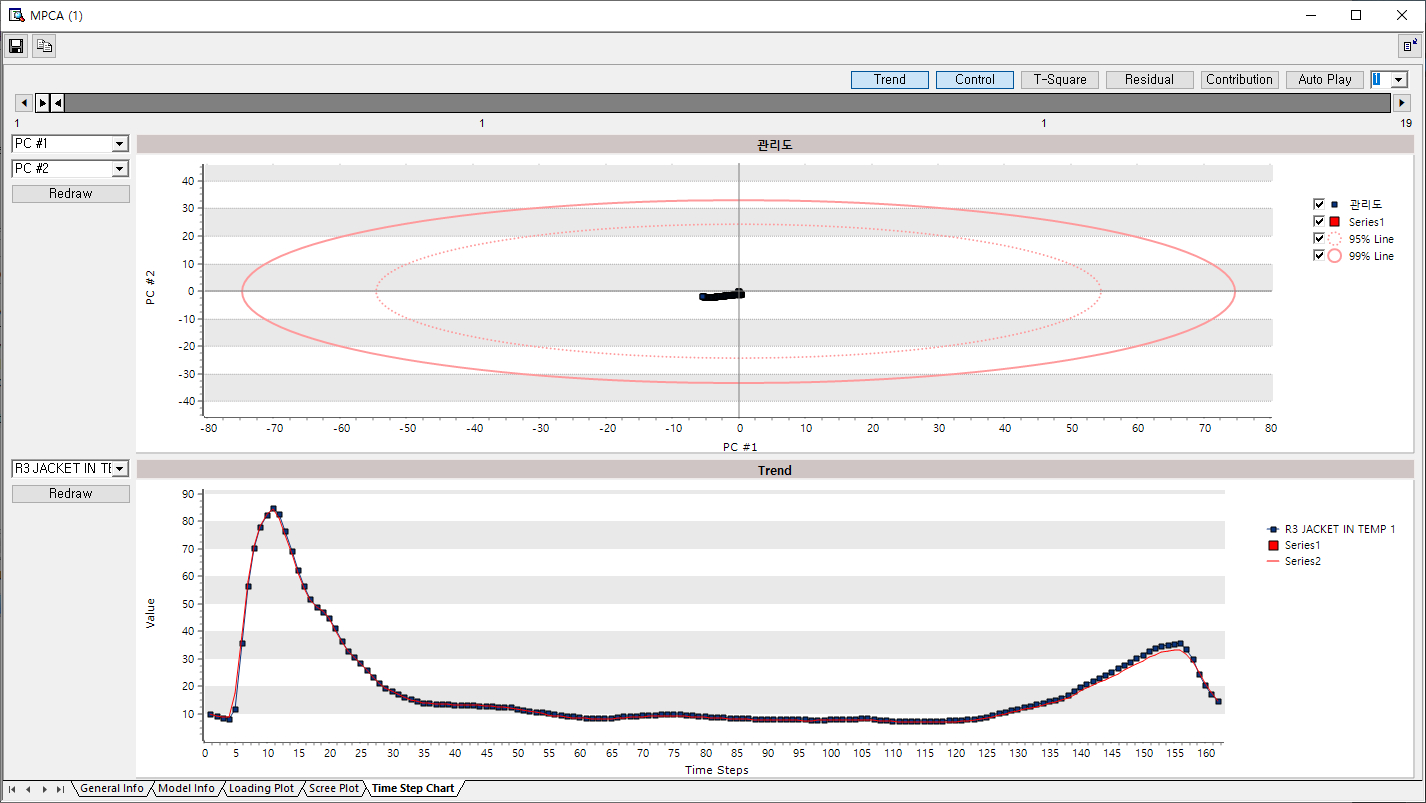 MPCA (1)
Trend Control T-Square Residual Contribution Auto Play 1
1 1 1 19
PC #1
관리도
PC #2
Redraw
40
30
20
10
0
-10
-20
-30
-40
PC #2
-80 -70 -60 -50 -40 -30 -20 -10 0 10 20 30 40 50 60 70 80
PC #1
관리도
Series1
95% Line
99% Line
R3 JACKET IN TE
Trend
Redraw
90
80
70
60
50
40
30
20
10
Value
0 5 10 15 20 25 30 35 40 45 50 55 60 65 70 75 80 85 90 95 100 105 110 115 120 125 130 135 140 145 150 155 160
Time Steps
R3 JACKET IN TEMP 1
Series1
Series2
General Info Model Info Loading Plot Scree Plot Time Step Chart